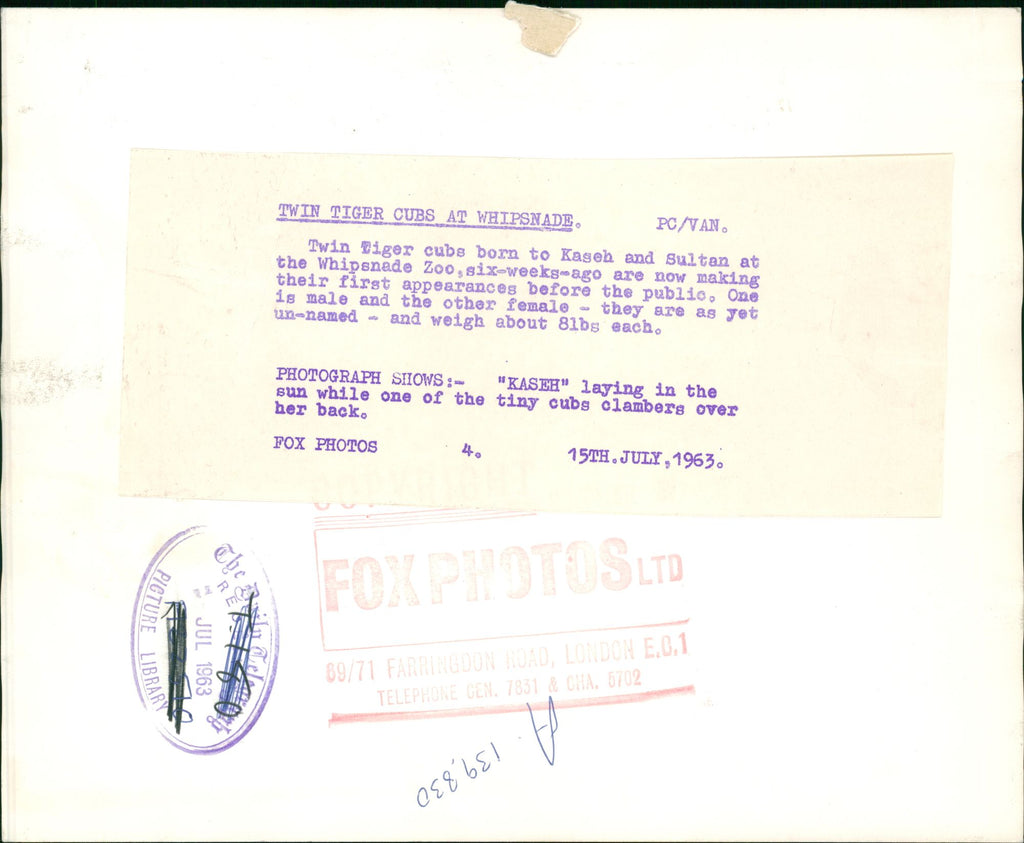 TWIN TIGER CUBS AT WHIPSNADE. PC/VAN.
Twin Tiger cubs born to Kaseh and Sultan at
the Whipsnade Zoo,six-weeks-ago are now making
their first appearances before the public. One
is male and the other female - they are as yet
un-named - and weigh about 8lbs each.
PHOTOGRAPH SHOWS:- "KASEH" laying in the
sun while one of the tiny cubs clambers over
her back.
FOX PHOTOS 4. 15TH.JULY,1963.
FOX PHOTOS LTD
69/71 FARRINGDON ROAD, LONDON E.C.1
TELEPHONE CEN. 7831 & CHA. 5702
The Daily Telegraph
JUL 1963
PICTURE LIBRARY
A 139,830